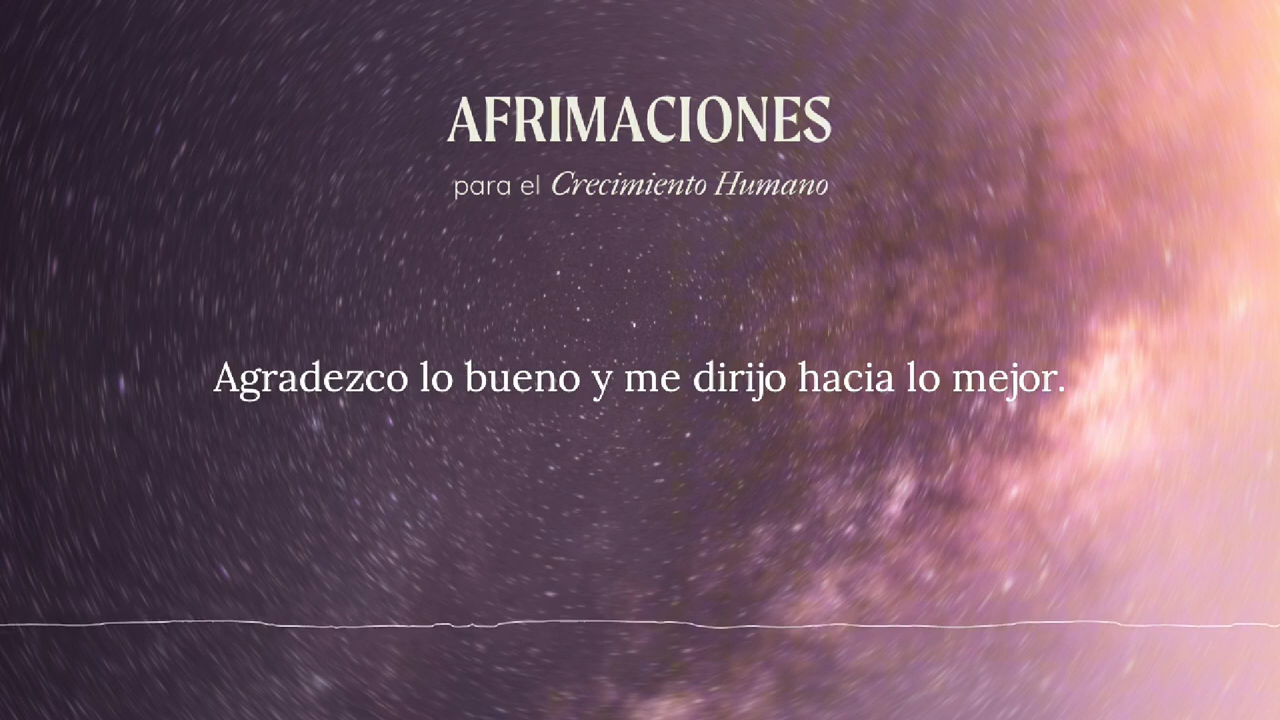 AFRIMACIONES
para el Crecimiento Humano
Agradezco lo bueno y me dirijo hacia lo mejor.